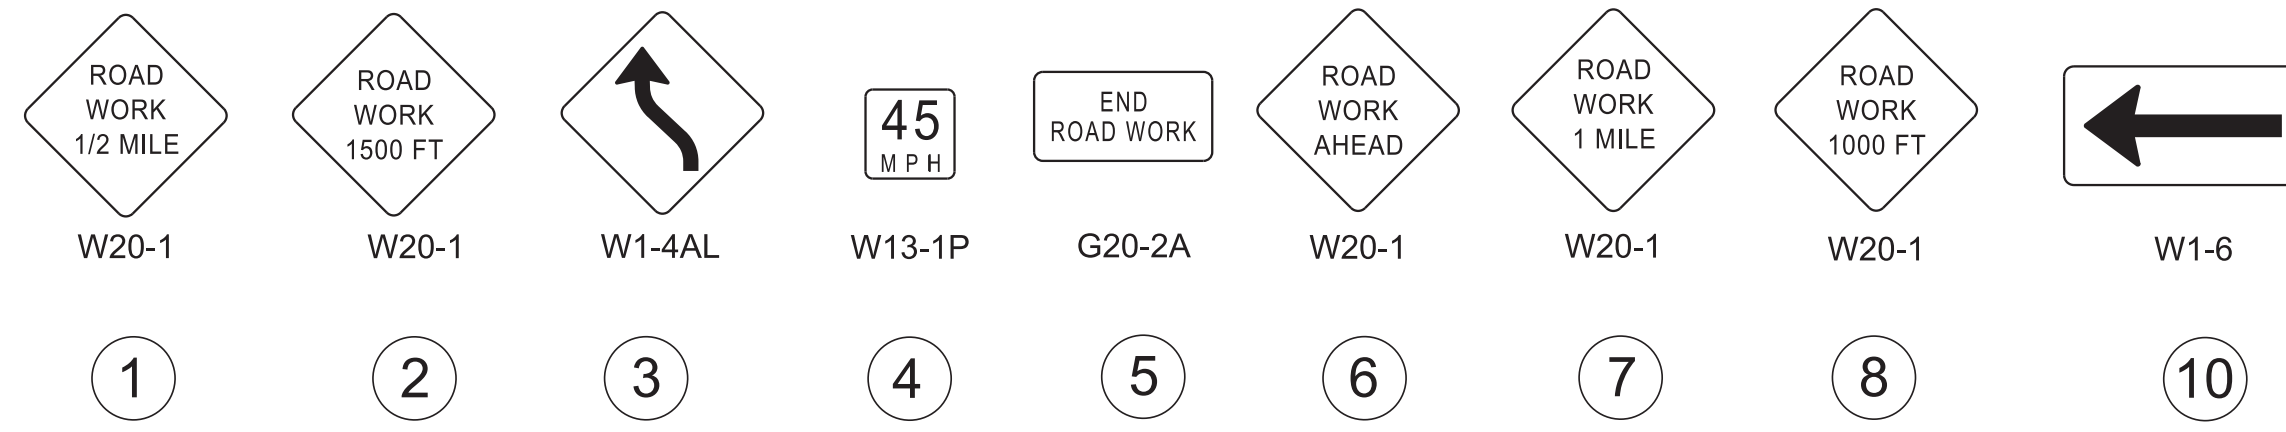 ROAD
WORK
1/2 MILE
W20-1
1
ROAD
WORK
1500 FT
W20-1
2
W1-4AL
3
45
MPH
W13-1P
4
END
ROAD WORK
G20-2A
5
ROAD
WORK
AHEAD
W20-1
6
ROAD
WORK
1 MILE
W20-1
7
ROAD
WORK
1000 FT
W20-1
8
W1-6
10